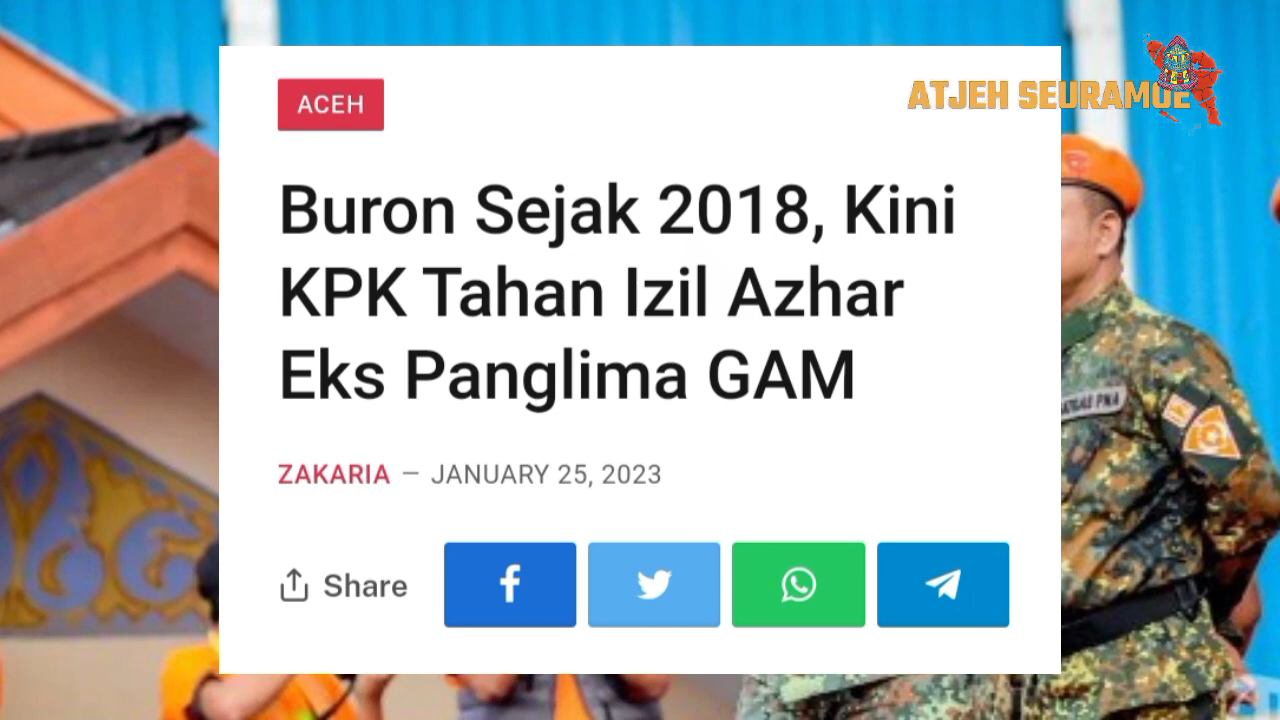 ATJEH SEURAMOE
ACEH
Buron Sejak 2018, Kini
KPK Tahan Izil Azhar
Eks Panglima GAM
ZAKARIA — JANUARY 25, 2023
Share
PNA